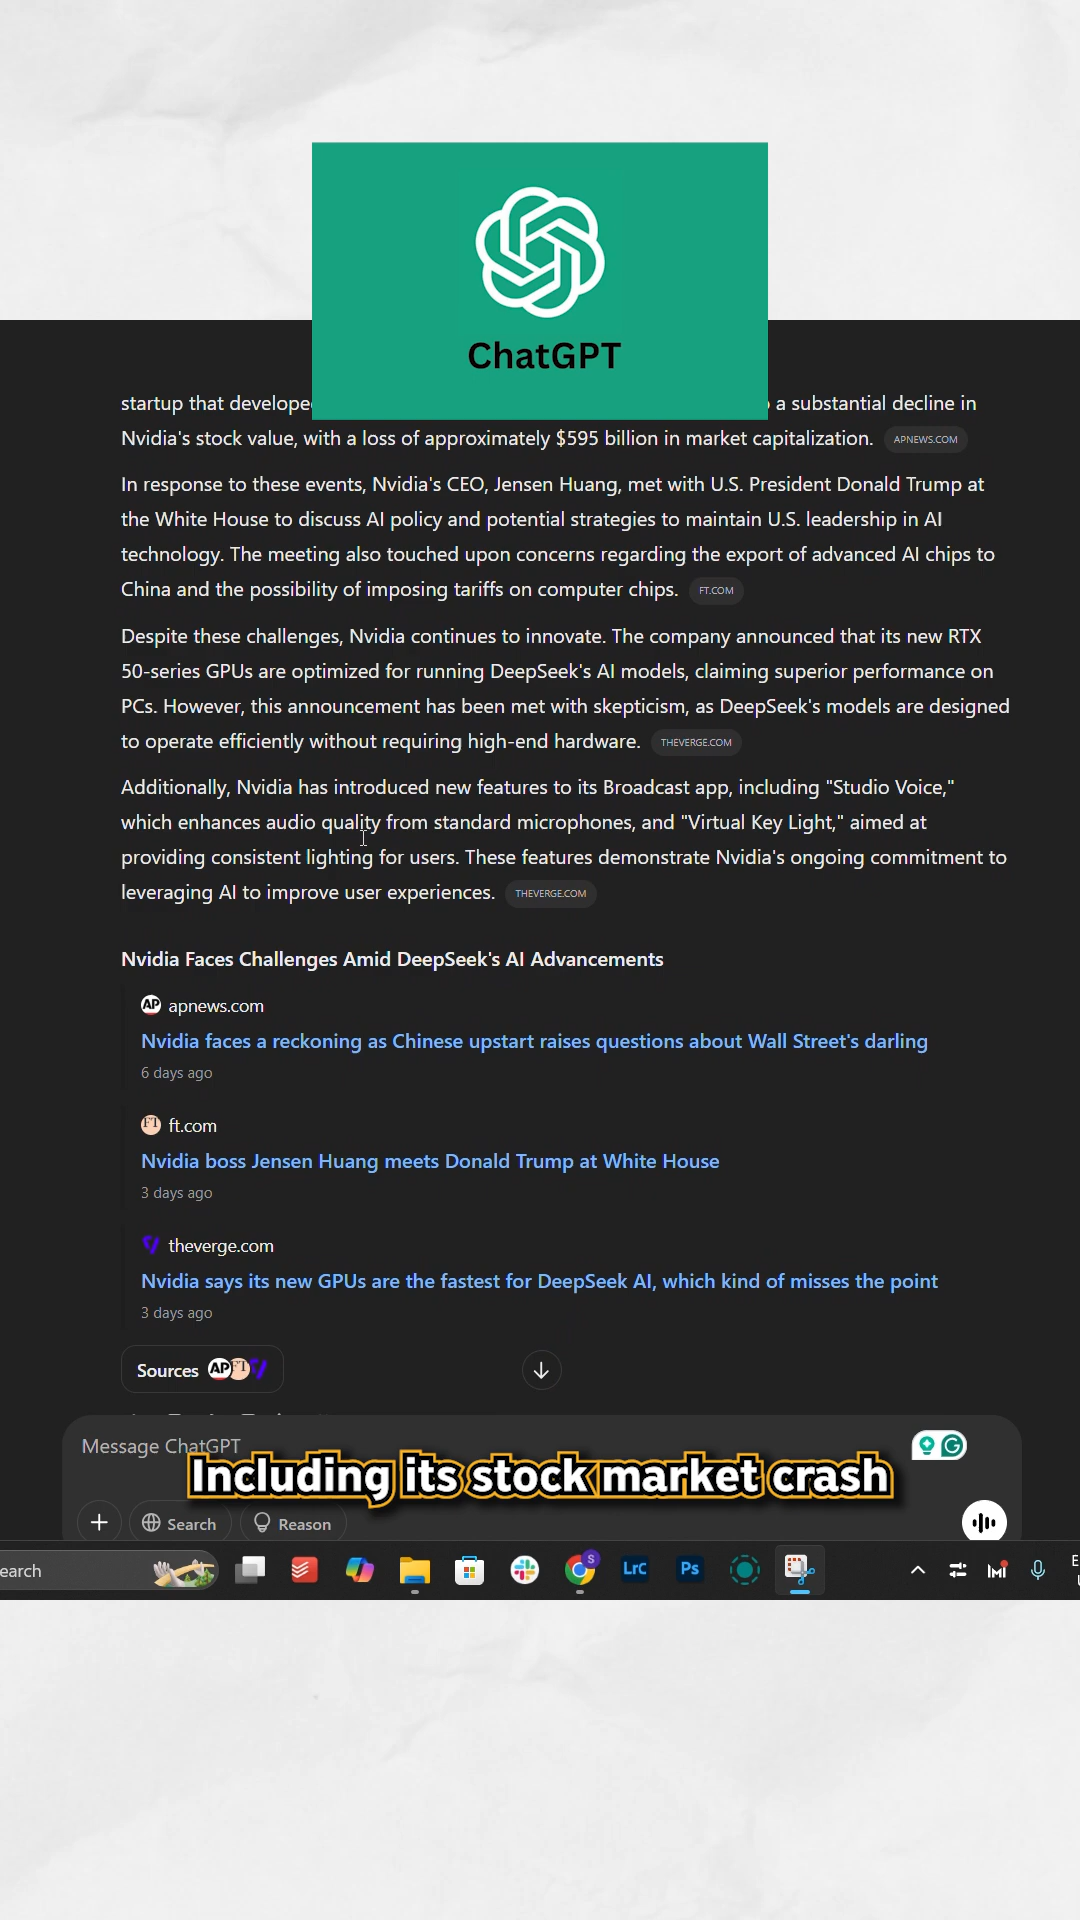 ChatGPT
startup that develope
a substantial decline in
Nvidia's stock value, with a loss of approximately $595 billion in market capitalization. APNEWS.COM
In response to these events, Nvidia's CEO, Jensen Huang, met with U.S. President Donald Trump at
the White House to discuss AI policy and potential strategies to maintain U.S. leadership in AI
technology. The meeting also touched upon concerns regarding the export of advanced AI chips to
China and the possibility of imposing tariffs on computer chips. FT.COM
Despite these challenges, Nvidia continues to innovate. The company announced that its new RTX
50-series GPUs are optimized for running DeepSeek's AI models, claiming superior performance on
PCs. However, this announcement has been met with skepticism, as DeepSeek's models are designed
to operate efficiently without requiring high-end hardware. THEVERGE.COM
Additionally, Nvidia has introduced new features to its Broadcast app, including "Studio Voice,"
which enhances audio quality from standard microphones, and "Virtual Key Light," aimed at
providing consistent lighting for users. These features demonstrate Nvidia's ongoing commitment to
leveraging AI to improve user experiences. THEVERGE.COM
Nvidia Faces Challenges Amid DeepSeek's AI Advancements
AP apnews.com
Nvidia faces a reckoning as Chinese upstart raises questions about Wall Street's darling
6 days ago
FT ft.com
Nvidia boss Jensen Huang meets Donald Trump at White House
3 days ago
theverge.com
Nvidia says its new GPUs are the fastest for DeepSeek AI, which kind of misses the point
3 days ago
Sources AP FT
Message ChatGPT
Including its stock market crash
Search Reason
earch S Lrc Ps